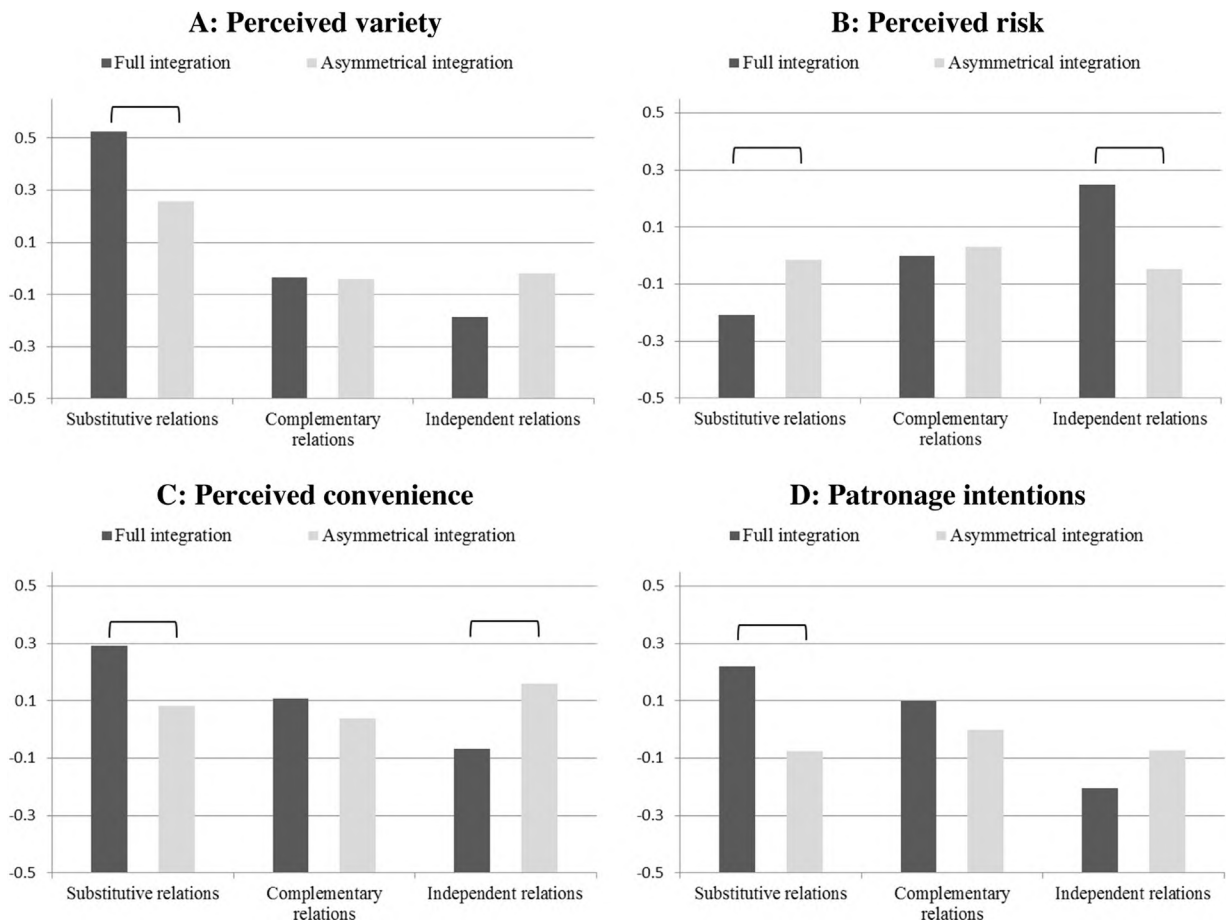 A: Perceived variety
Full integration Asymmetrical integration
0.5
0.3
0.1
-0.1
-0.3
-0.5
Substitutive relations Complementary relations Independent relations
B: Perceived risk
Full integration Asymmetrical integration
0.5
0.3
0.1
-0.1
-0.3
-0.5
Substitutive relations Complementary relations Independent relations
C: Perceived convenience
Full integration Asymmetrical integration
0.5
0.3
0.1
-0.1
-0.3
-0.5
Substitutive relations Complementary relations Independent relations
D: Patronage intentions
Full integration Asymmetrical integration
0.5
0.3
0.1
-0.1
-0.3
-0.5
Substitutive relations Complementary relations Independent relations